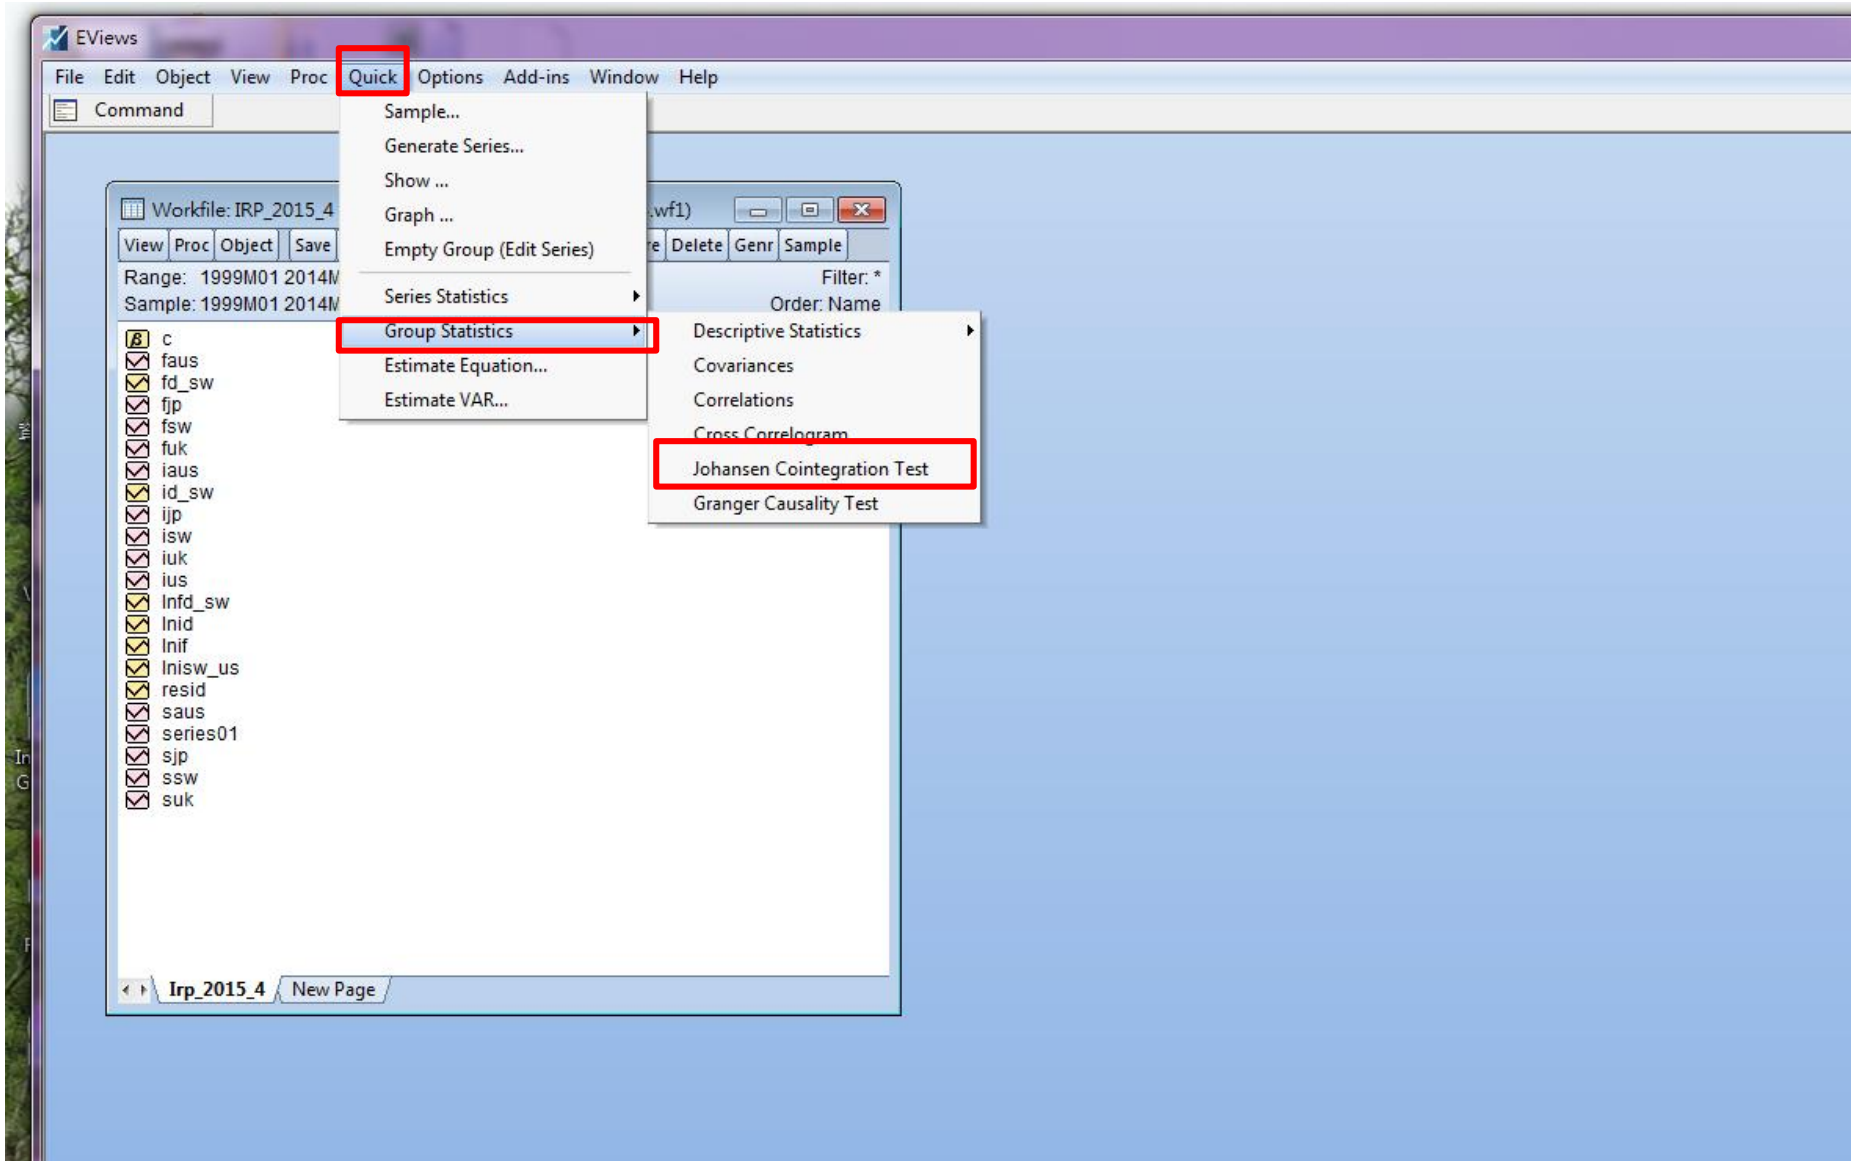 EViews
File Edit Object View Proc Quick Options Add-ins Window Help
Command
Sample...
Generate Series...
Show ...
Graph ...
Empty Group (Edit Series)
Series Statistics
Group Statistics
Estimate Equation...
Estimate VAR...
Descriptive Statistics
Covariances
Correlations
Cross Correlogram
Johansen Cointegration Test
Granger Causality Test
Workfile: IRP_2015_4 .wf1)
View Proc Object Save Delete Genr Sample
Range: 1999M01 2014M Filter: *
Sample: 1999M01 2014M Order: Name
β c
faus
fd_sw
fjp
fsw
fuk
iaus
id_sw
ijp
isw
iuk
ius
lnfd_sw
lnid
lnif
lnisw_us
resid
saus
series01
sjp
ssw
suk
Irp_2015_4 New Page